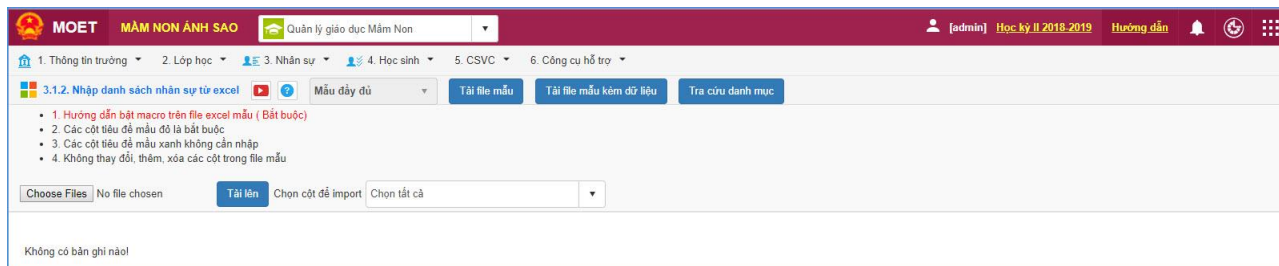 MOET MẦM NON ÁNH SAO Quản lý giáo dục Mầm Non [admin] Học kỳ II 2018-2019 Hướng dẫn
1. Thông tin trường 2. Lớp học 3. Nhân sự 4. Học sinh 5. CSVC 6. Công cụ hỗ trợ
3.1.2. Nhập danh sách nhân sự từ excel Mẫu đầy đủ Tải file mẫu Tải file mẫu kèm dữ liệu Tra cứu danh mục
1. Hướng dẫn bật macro trên file excel mẫu ( Bắt buộc)
2. Các cột tiêu đề mầu đỏ là bắt buộc
3. Các cột tiêu đề mầu xanh không cần nhập
4. Không thay đổi, thêm, xóa các cột trong file mẫu
Choose Files No file chosen Tải lên Chọn cột để import Chọn tất cả
Không có bản ghi nào!